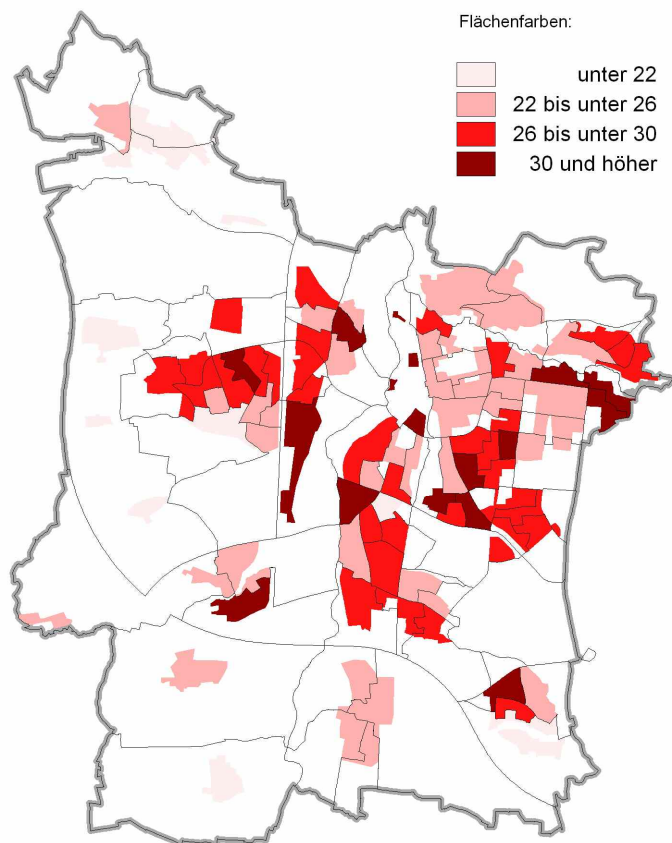 Flächenfarben:
unter 22
22 bis unter 26
26 bis unter 30
30 und höher